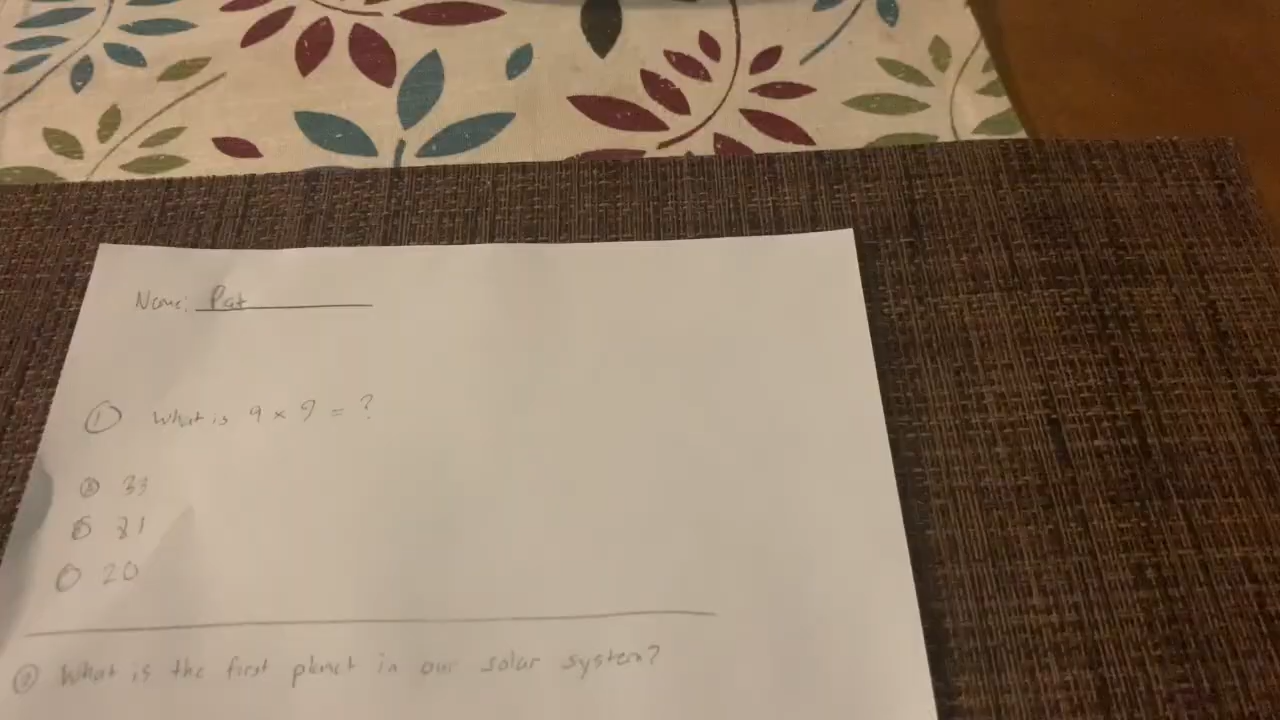 Name: Pat
① What is 9 × 9 = ?
ⓐ 33
ⓑ 81
ⓒ 20
② What is the first planet in our solar system?